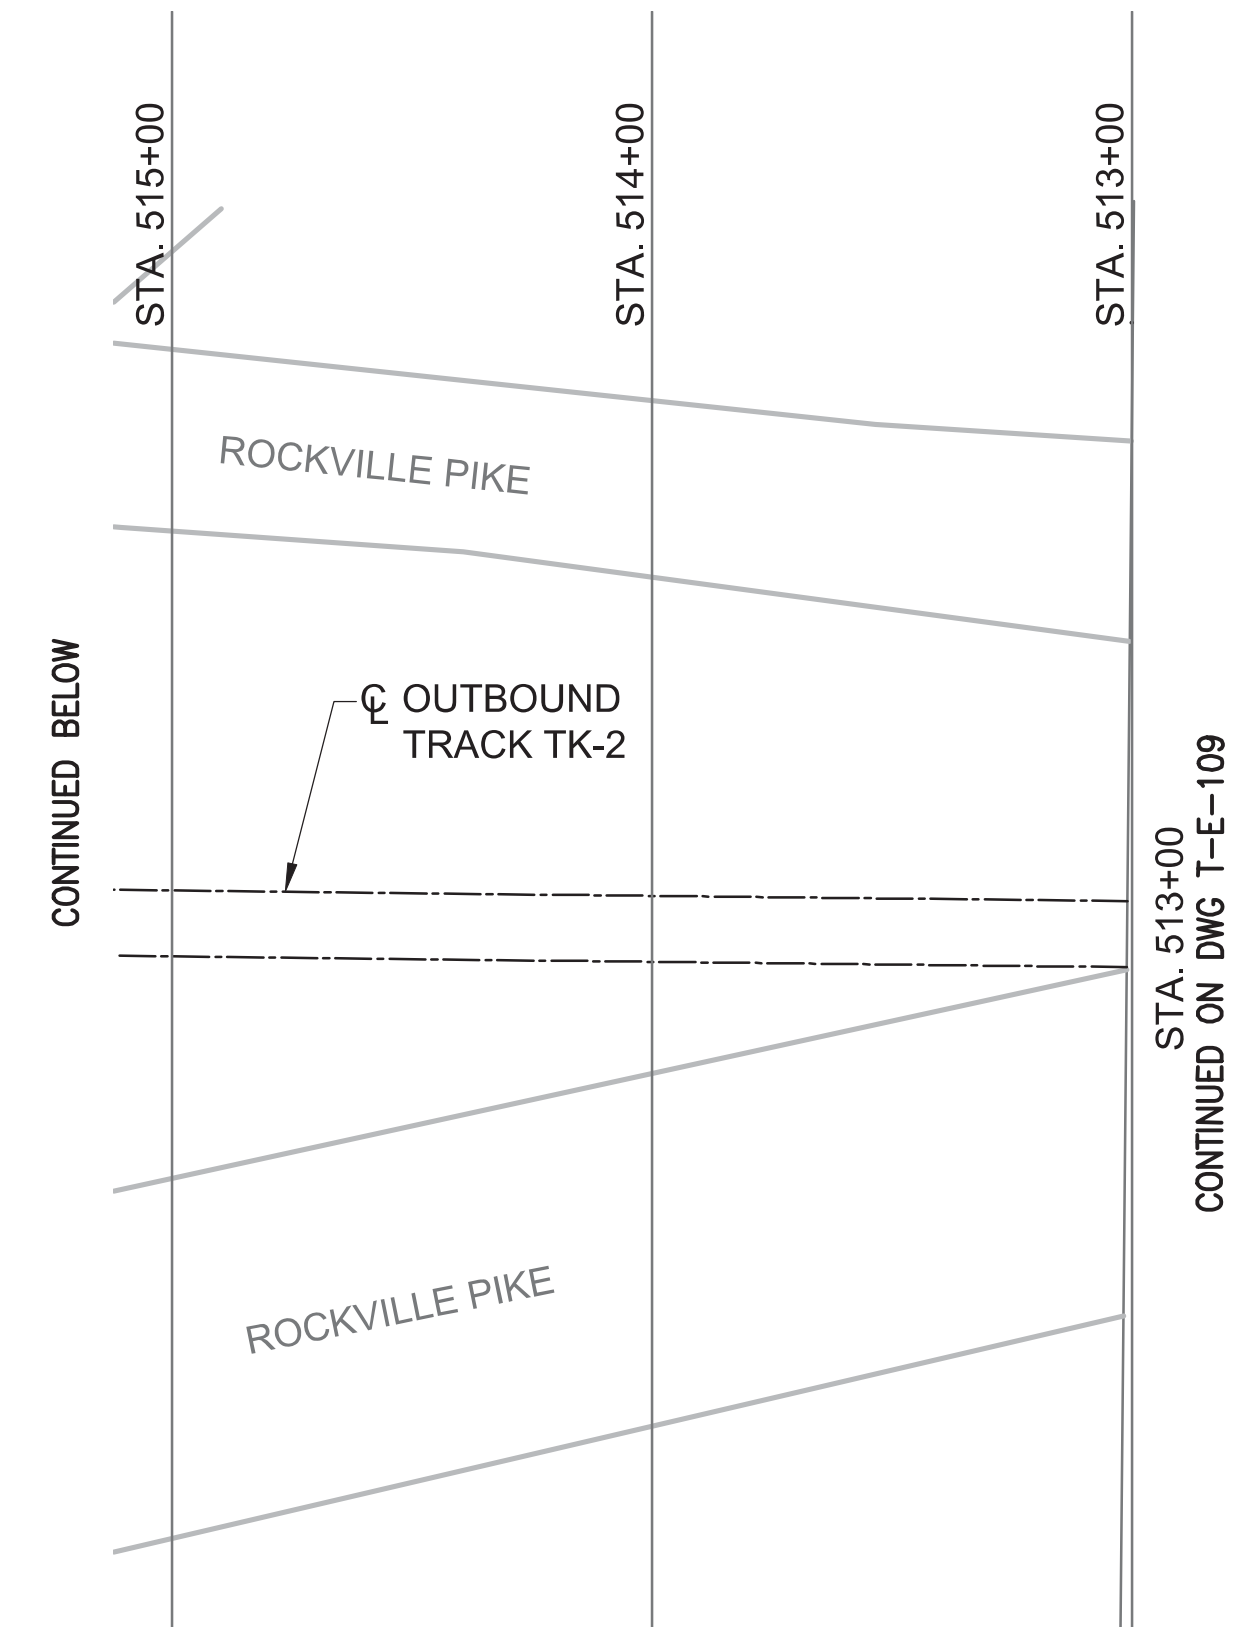 STA. 515+00
STA. 514+00
STA. 513+00
ROCKVILLE PIKE
CONTINUED BELOW
℄ OUTBOUND
TRACK TK-2
STA. 513+00
CONTINUED ON DWG T-E-109
ROCKVILLE PIKE